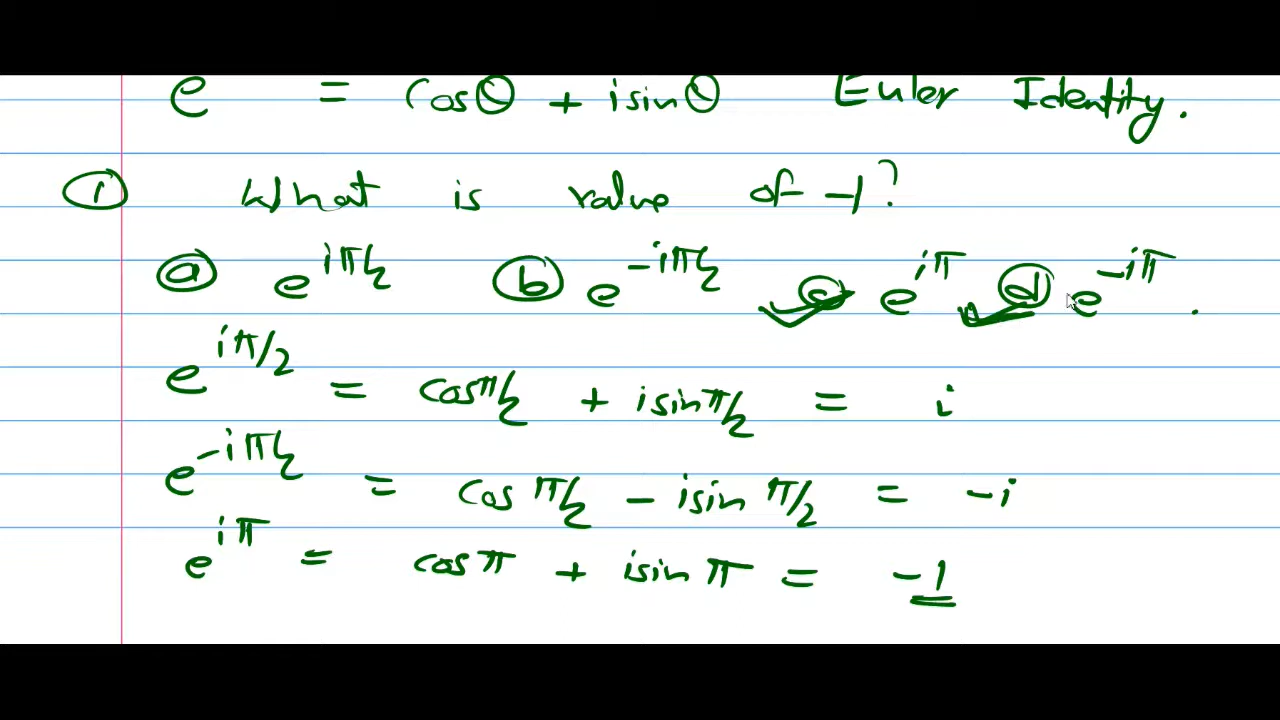 e = cosθ + isinθ Euler Identity.
① What is value of -1?
ⓐ e^{iπ/2} ⓑ e^{-iπ/2} ⓒ e^{iπ} ⓓ e^{-iπ}.
e^{iπ/2} = cosπ/2 + isinπ/2 = i
e^{-iπ/2} = cos π/2 - isin π/2 = -i
e^{iπ} = cosπ + isin π = -1